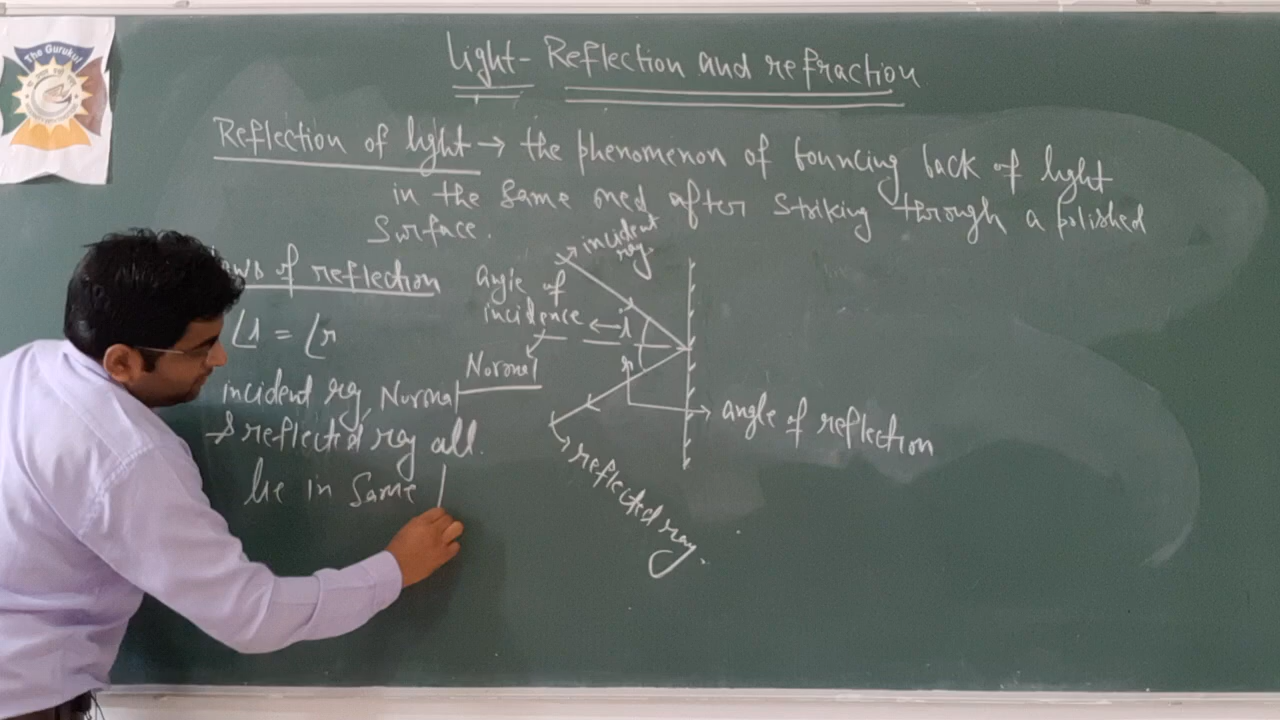 The Gurukul
Light - Reflection and refraction
Reflection of light → the phenomenon of bouncing back of light
in the same med after striking through a polished
surface.
incident
ray
aws of reflection
angle of
incidence
∠i = ∠r
i
Normal
r
incident ray, Normal
& reflected ray all
lie in same
angle of reflection
reflected ray.